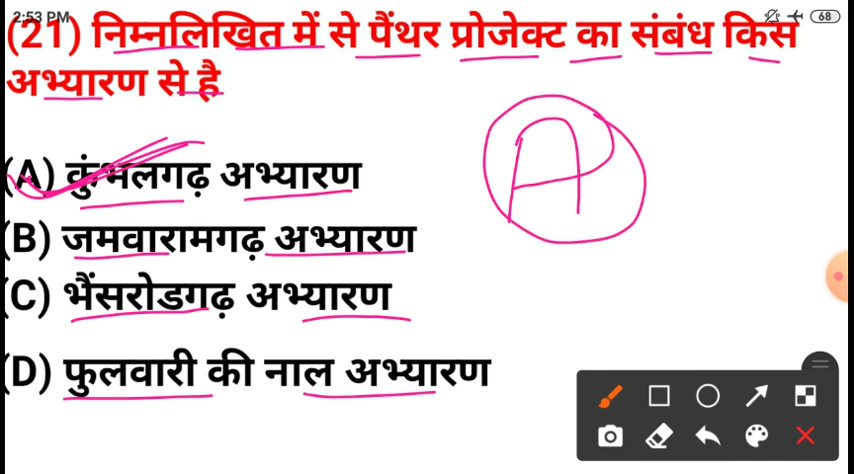 2:53 PM 68
(21) निम्नलिखित में से पैंथर प्रोजेक्ट का संबंध किस
अभ्यारण से है
(A) कुंभलगढ़ अभ्यारण
A
(B) जमवारामगढ़ अभ्यारण
(C) भैंसरोडगढ़ अभ्यारण
(D) फुलवारी की नाल अभ्यारण